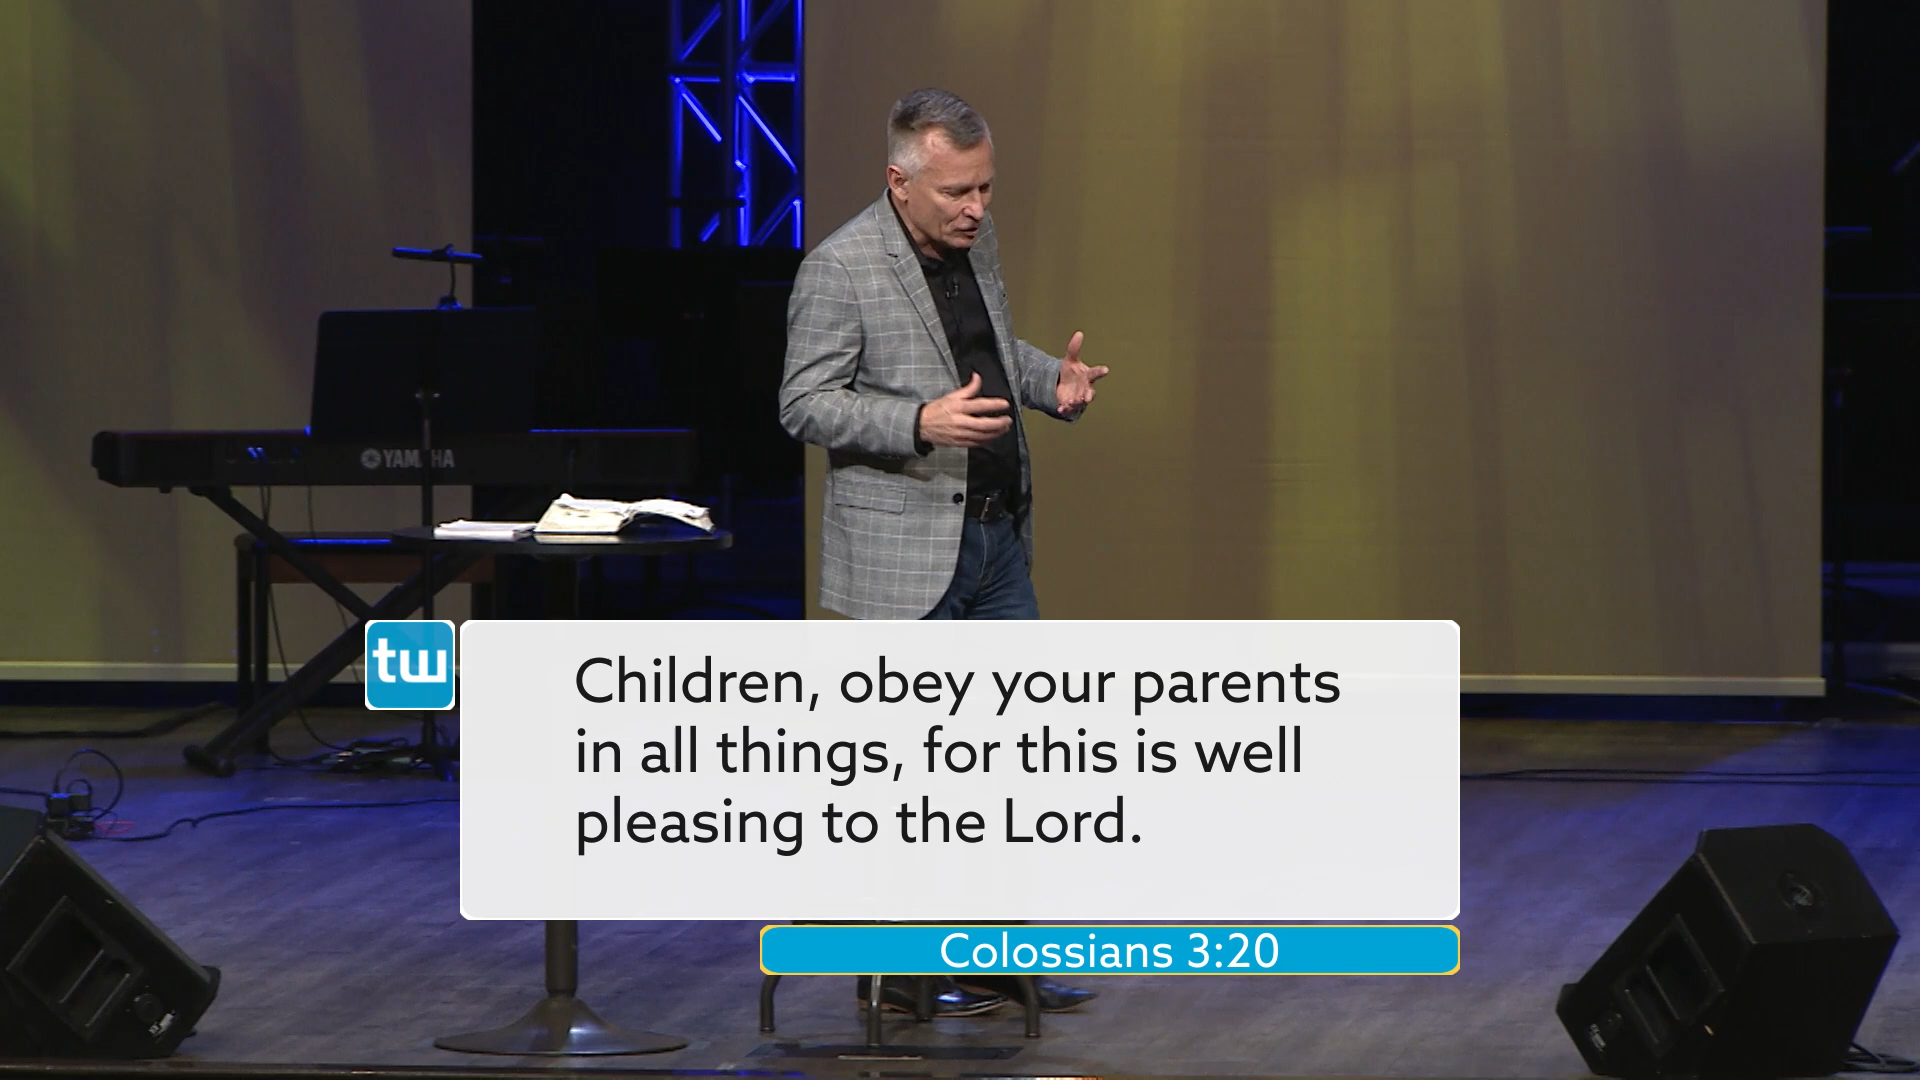 YAMAHA
tw
Children, obey your parents
in all things, for this is well
pleasing to the Lord.
Colossians 3:20